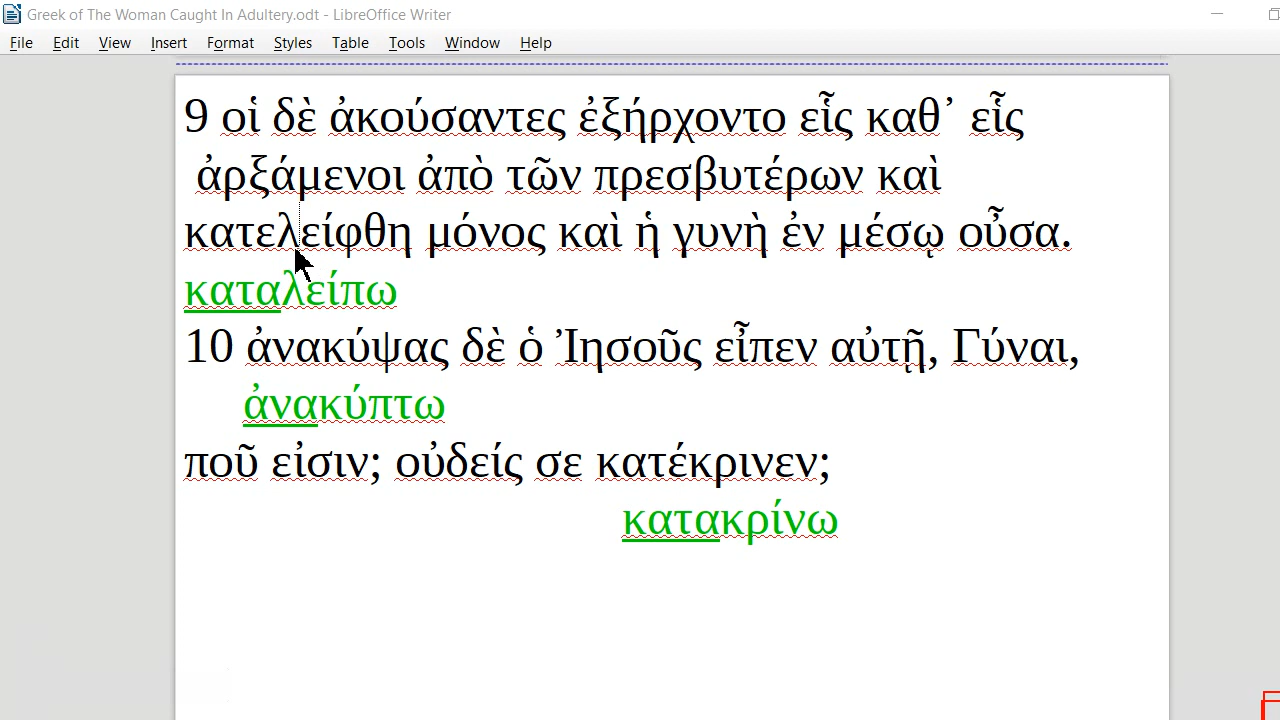 Greek of The Woman Caught In Adultery.odt - LibreOffice Writer
File Edit View Insert Format Styles Table Tools Window Help
9 οἱ δὲ ἀκούσαντες ἐξήρχοντο εἷς καθ᾽ εἷς
ἀρξάμενοι ἀπὸ τῶν πρεσβυτέρων καὶ
κατελείφθη μόνος καὶ ἡ γυνὴ ἐν μέσῳ οὖσα.
καταλείπω
10 ἀνακύψας δὲ ὁ Ἰησοῦς εἶπεν αὐτῇ, Γύναι,
ἀνακύπτω
ποῦ εἰσιν; οὐδείς σε κατέκρινεν;
κατακρίνω